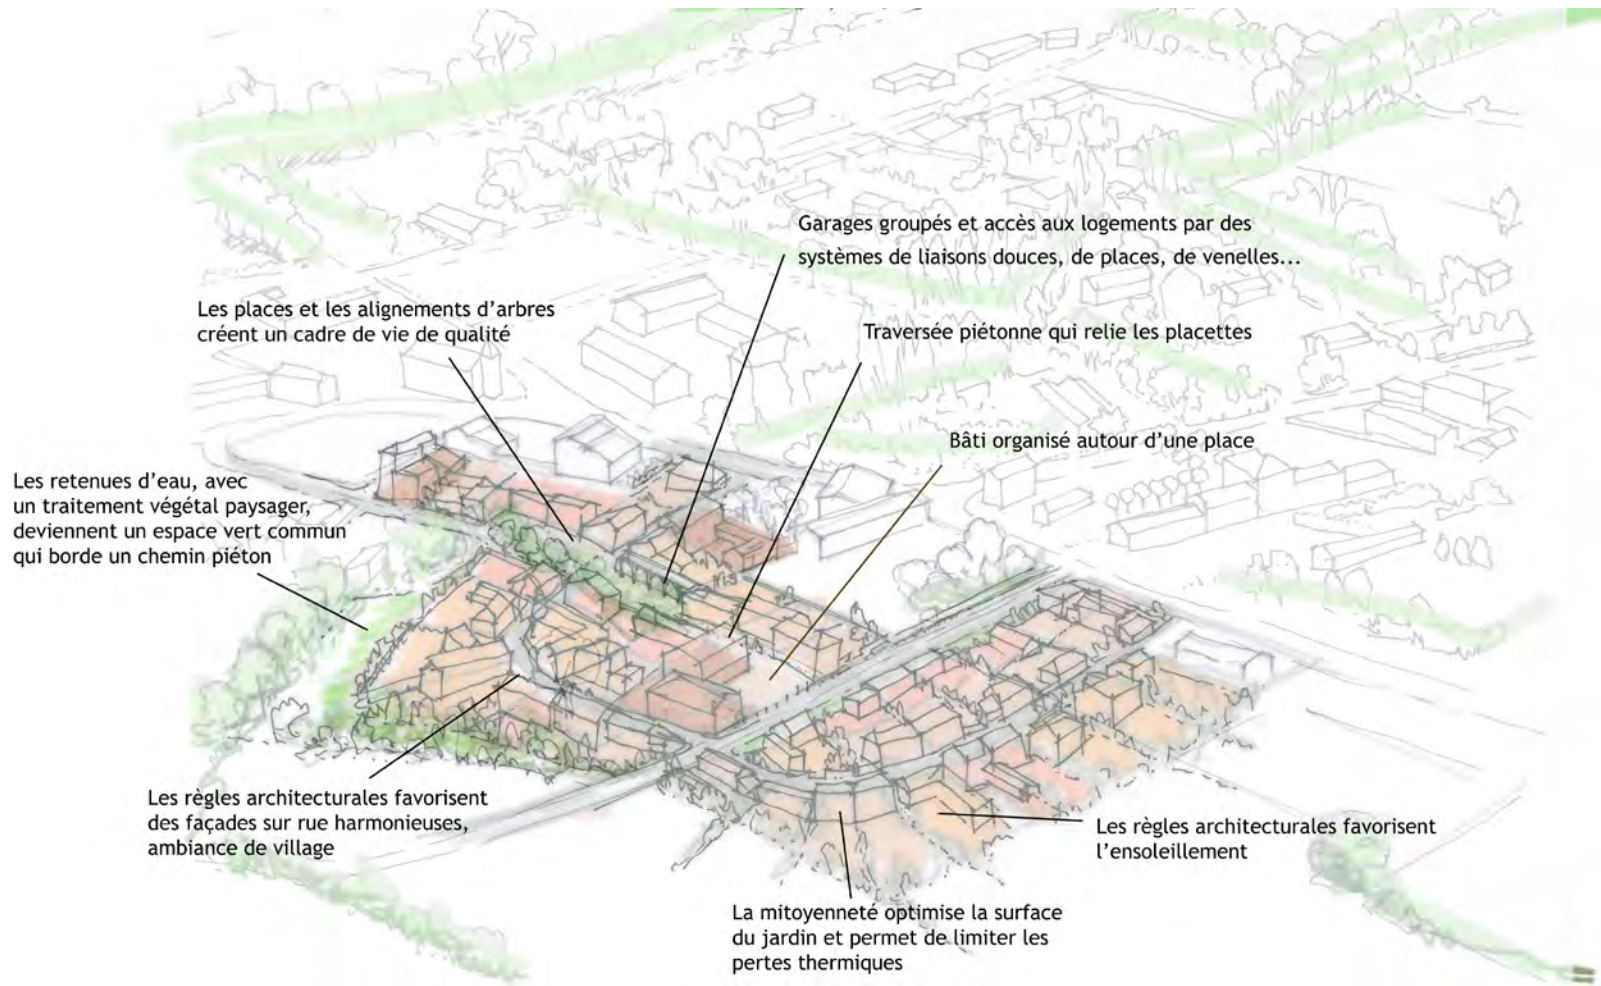 Garages groupés et accès aux logements par des
systèmes de liaisons douces, de places, de venelles...
Les places et les alignements d'arbres
créent un cadre de vie de qualité
Traversée piétonne qui relie les placettes
Bâti organisé autour d'une place
Les retenues d'eau, avec
un traitement végétal paysager,
deviennent un espace vert commun
qui borde un chemin piéton
Les règles architecturales favorisent
des façades sur rue harmonieuses,
ambiance de village
Les règles architecturales favorisent
l'ensoleillement
La mitoyenneté optimise la surface
du jardin et permet de limiter les
pertes thermiques